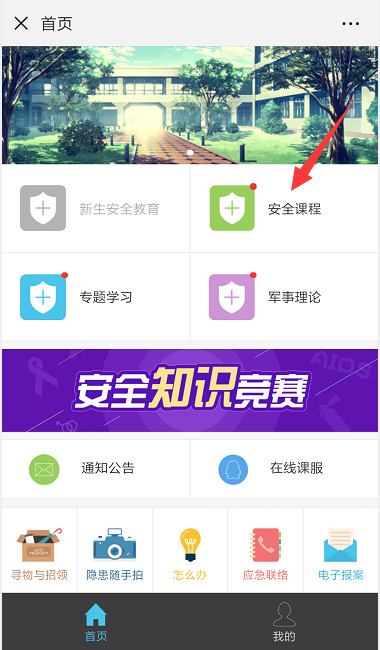 首页
新生安全教育
安全课程
专题学习
军事理论
AIDS
安全知识竞赛
通知公告
在线课服
LOST
PROPERTY
寻物与招领
隐患随手拍
怎么办
应急联络
电子报案
首页
我的